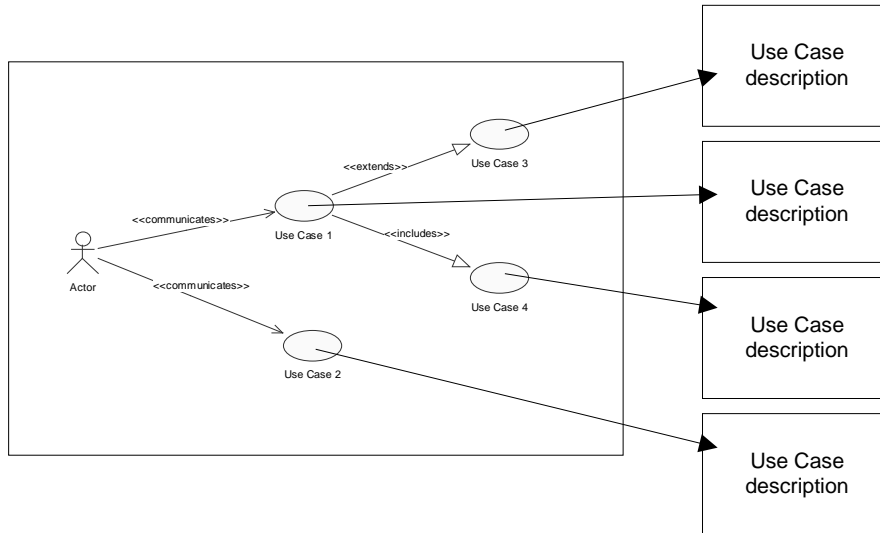 Use Case
description
<<extends>>
Use Case 3
Use Case
description
<<communicates>>
Use Case 1
<<includes>>
Actor
<<communicates>>
Use Case 4
Use Case
description
Use Case 2
Use Case
description